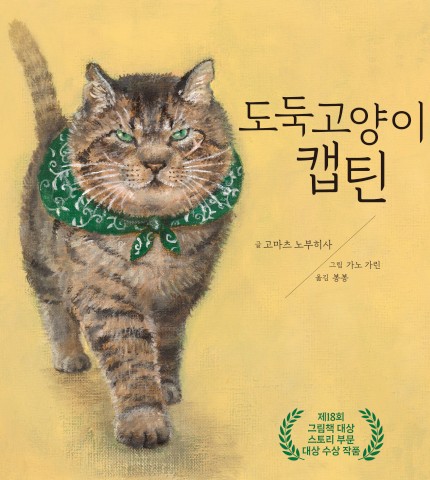 도둑고양이
캡틴
글 고마츠 노부히사
그림 가노 가린
옮김 봉봉
제18회
그림책 대상
스토리 부문
대상 수상 작품